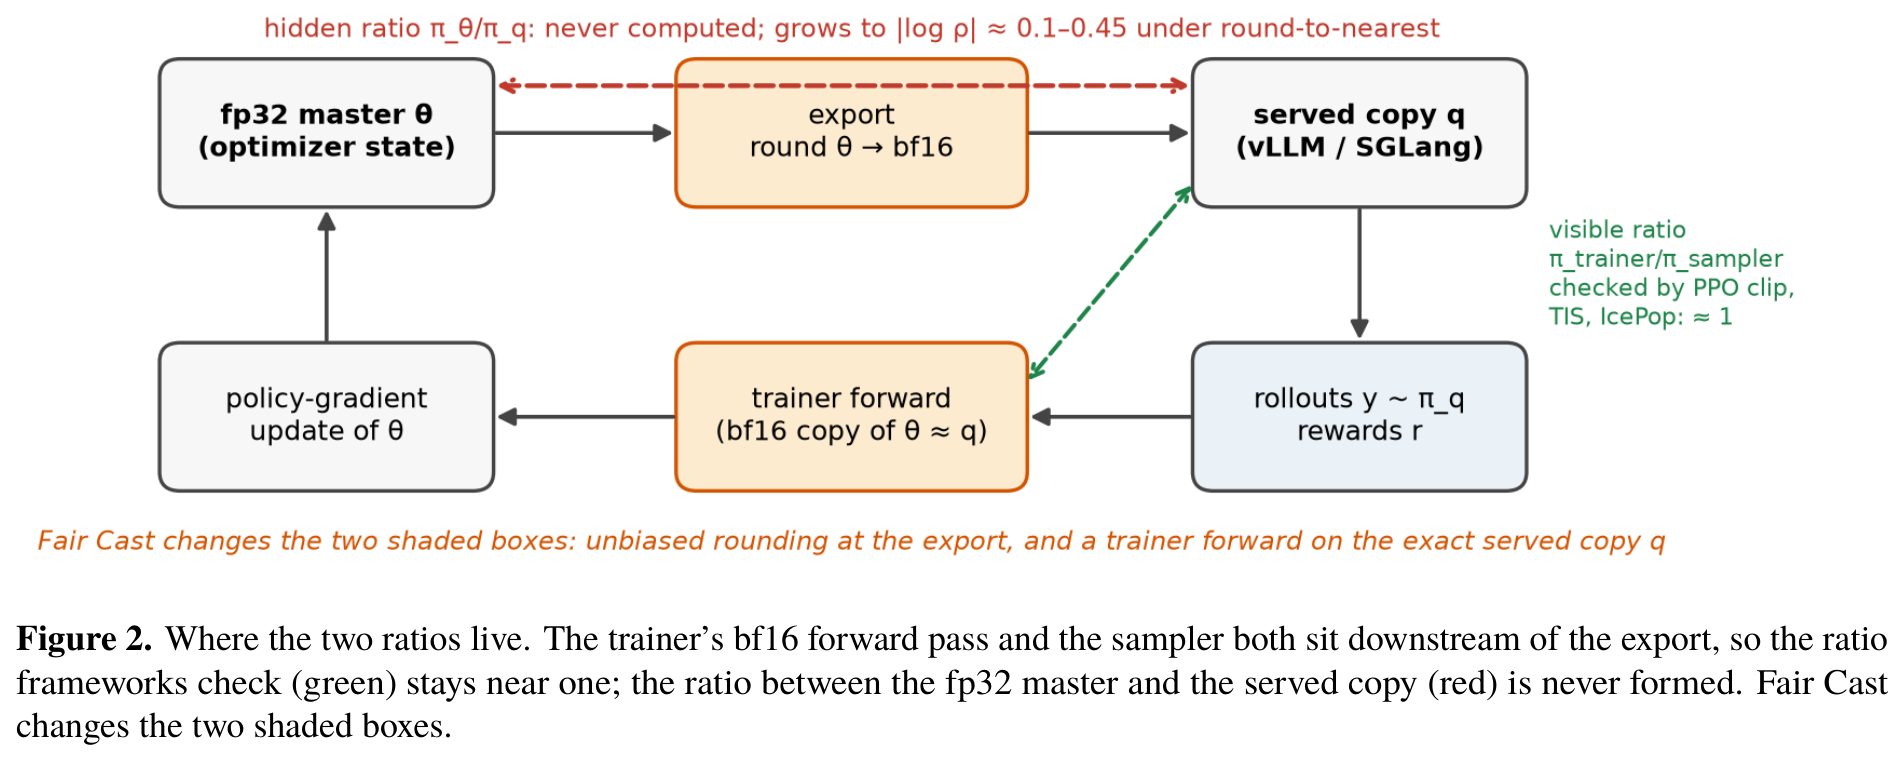 hidden ratio π_θ/π_q: never computed; grows to |log ρ| ≈ 0.1–0.45 under round-to-nearest
fp32 master θ
(optimizer state)
export
round θ → bf16
served copy q
(vLLM / SGLang)
visible ratio
π_trainer/π_sampler
checked by PPO clip,
TIS, IcePop: ≈ 1
policy-gradient
update of θ
trainer forward
(bf16 copy of θ ≈ q)
rollouts y ~ π_q
rewards r
Fair Cast changes the two shaded boxes: unbiased rounding at the export, and a trainer forward on the exact served copy q
Figure 2. Where the two ratios live. The trainer’s bf16 forward pass and the sampler both sit downstream of the export, so the ratio
frameworks check (green) stays near one; the ratio between the fp32 master and the served copy (red) is never formed. Fair Cast
changes the two shaded boxes.